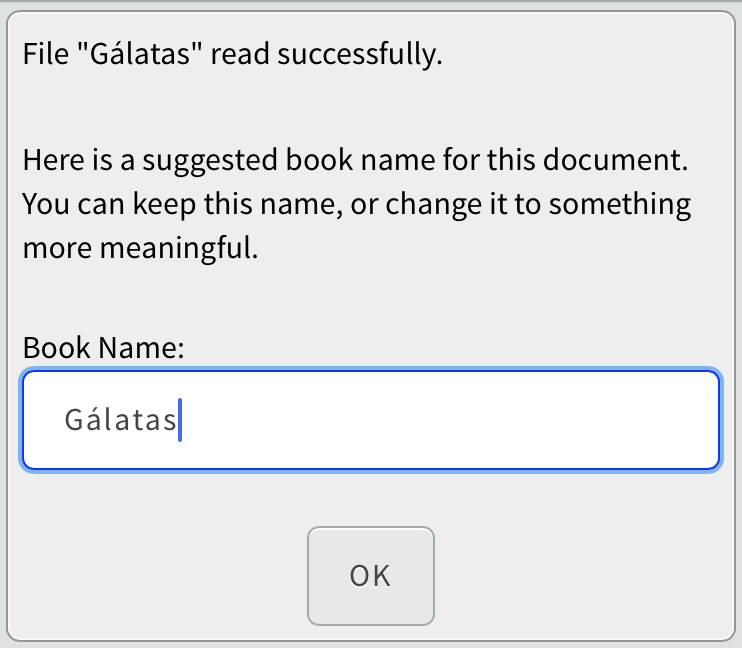 File "Gálatas" read successfully.
Here is a suggested book name for this document.
You can keep this name, or change it to something
more meaningful.
Book Name:
Gálatas
OK